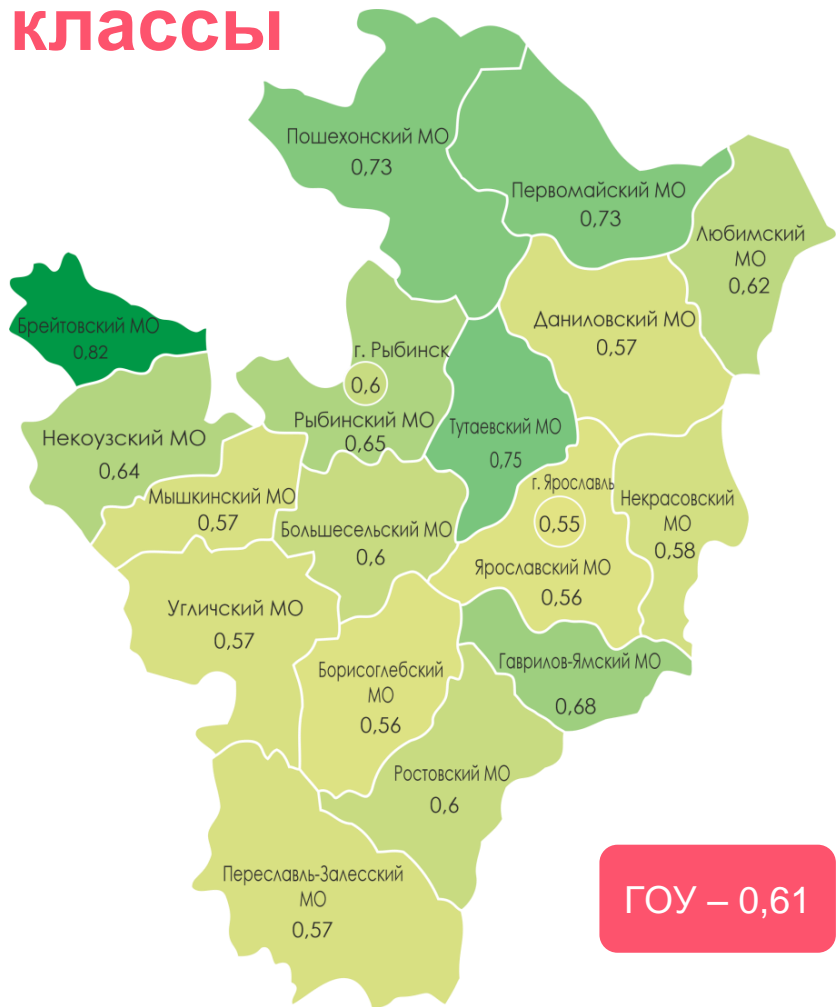 классы
Пошехонский МО
0,73
Первомайский МО
0,73
Любимский
МО
0,62
Брейтовский МО
0,82
Даниловский МО
0,57
г. Рыбинск
0,6
Рыбинский МО
0,65
Некоузский МО
0,64
Тутаевский МО
0,75
Мышкинский МО
0,57
г. Ярославль
0,55
Некрасовский
МО
0,58
Большесельский МО
0,6
Ярославский МО
0,56
Угличский МО
0,57
Борисоглебский
МО
0,56
Гаврилов-Ямский МО
0,68
Ростовский МО
0,6
Переславль-Залесский
МО
0,57
ГОУ – 0,61